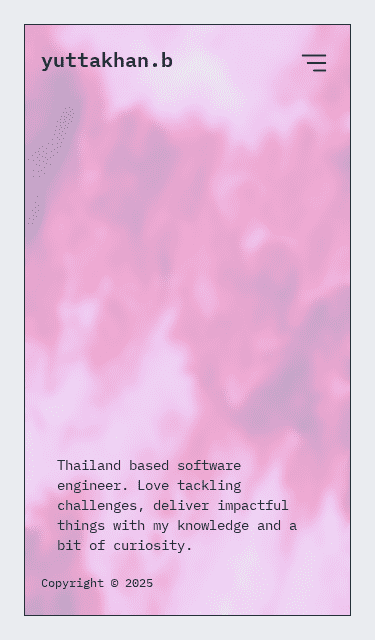 yuttakhan.b
Thailand based software
engineer. Love tackling
challenges, deliver impactful
things with my knowledge and a
bit of curiosity.
Copyright © 2025